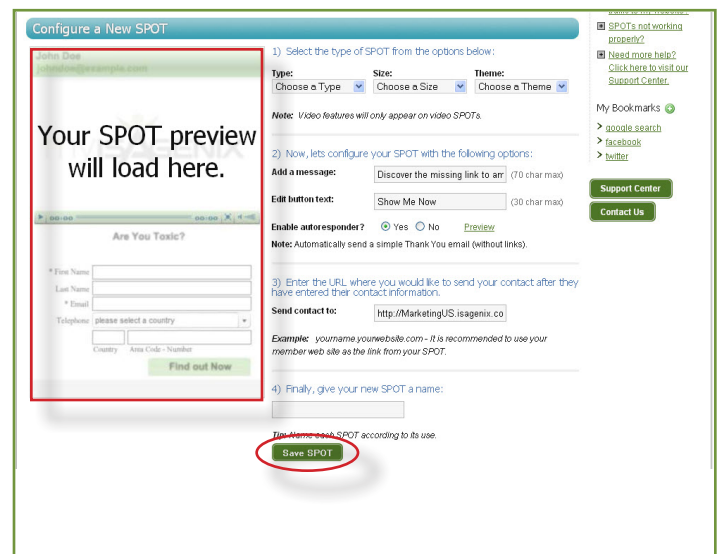 Configure a New SPOT
John Doe
johndoe@example.com
Your SPOT preview
will load here.
00:00
00:00
Are You Toxic?
* First Name
Last Name
* Email
Telephone please select a country
Country Area Code - Number
Find out Now
1) Select the type of SPOT from the options below:
Type: Size: Theme:
Choose a Type Choose a Size Choose a Theme
Note: Video features will only appear on video SPOTs.
2) Now, lets configure your SPOT with the following options:
Add a message: Discover the missing link to am (70 char max)
Edit button text: Show Me Now (30 char max)
Enable autoresponder? Yes No Preview
Note: Automatically send a simple Thank You email (without links).
3) Enter the URL where you would like to send your contact after they
have entered their contact information.
Send contact to: http://MarketingUS.isagenix.co
Example: yourname.yourwebsite.com - It is recommended to use your
member web site as the link from your SPOT.
4) Finally, give your new SPOT a name:
Tip: Name each SPOT according to its use.
Save SPOT
SPOTs not working
properly?
Need more help?
Click here to visit our
Support Center.
My Bookmarks
google search
facebook
twitter
Support Center
Contact Us